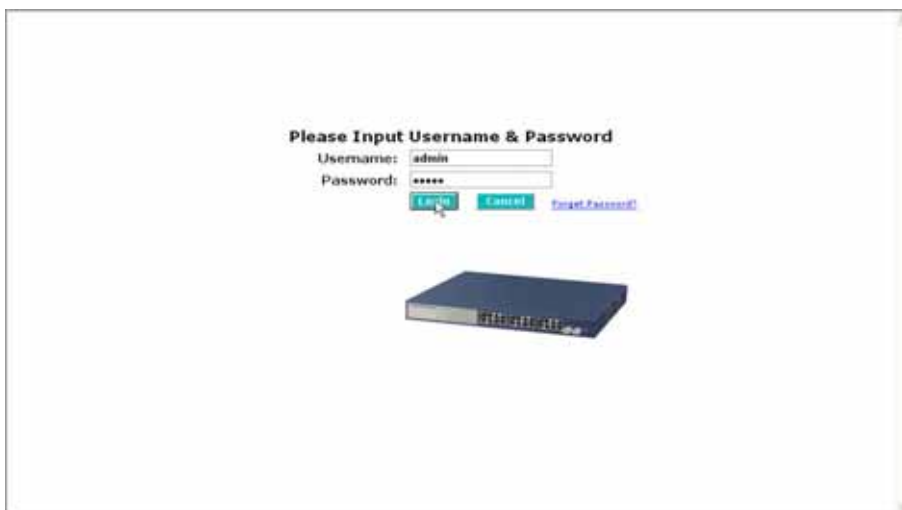 Please Input Username & Password
Username: admin
Password: •••••
Login Cancel Forget Password?